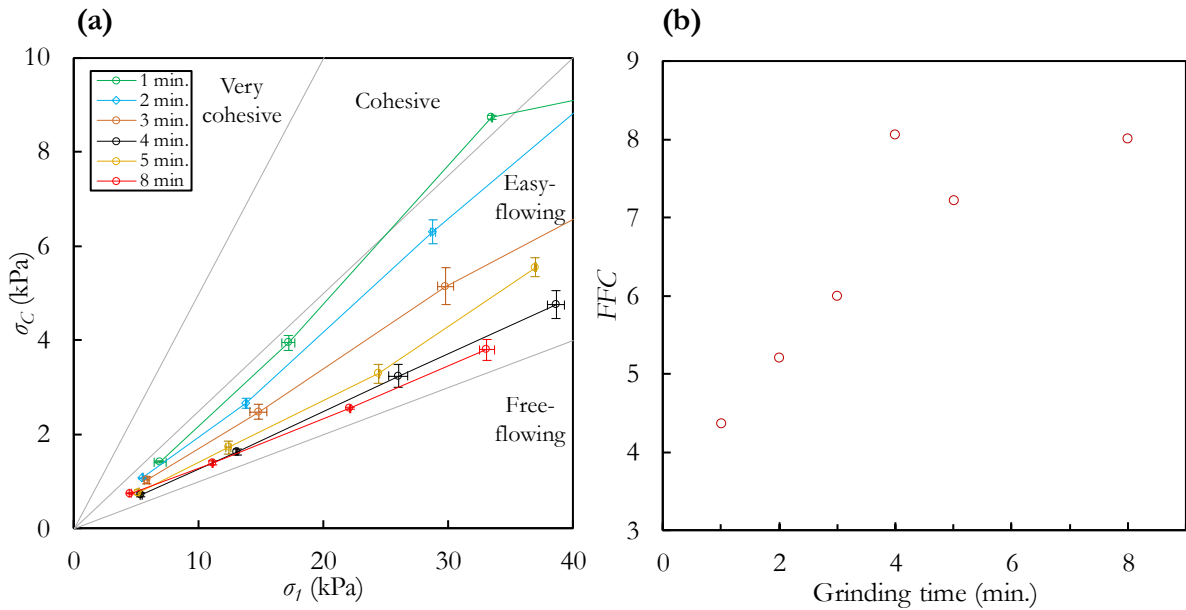 (a)
10
8
6
4
2
0
σC (kPa)
1 min.
2 min.
3 min.
4 min.
5 min.
8 min
Very
cohesive
Cohesive
Easy-
flowing
Free-
flowing
0 10 20 30 40
σ1 (kPa)
(b)
9
8
7
6
5
4
3
FFC
0 2 4 6 8
Grinding time (min.)